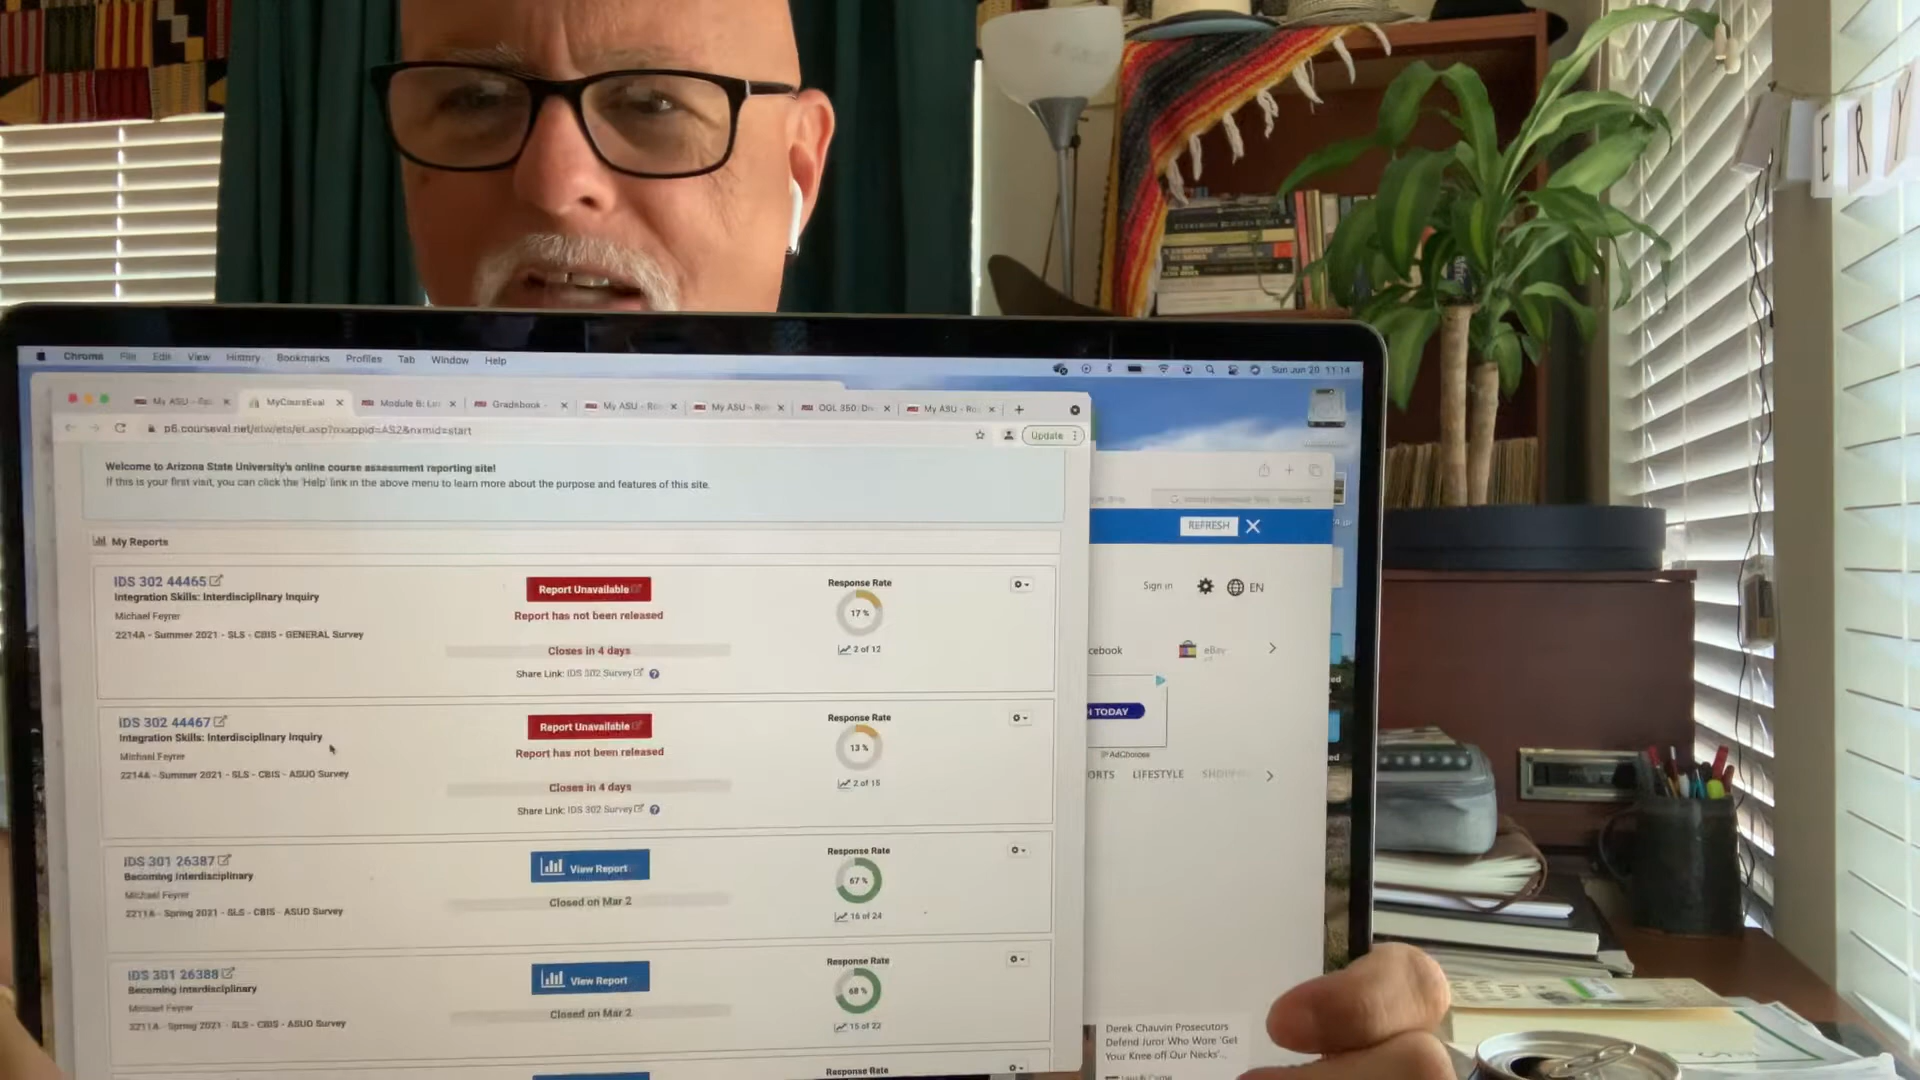 Chrome File Edit View History Bookmarks Profiles Tab Window Help
Sun Jun 20 11:14
My ASU MyCoursEval Module 6: Gradebook - My ASU - My ASU - OGL 350: My ASU -
p6.courseval.net/etw/ets/et.asp?nxappid=AS2&nxmid=start
Update
Welcome to Arizona State University's online course assessment reporting site!
If this is your first visit, you can click the 'Help' link in the above menu to learn more about the purpose and features of this site.
My Reports
IDS 302 44465
Integration Skills: Interdisciplinary Inquiry
Michael Feyrer
2214A - Summer 2021 - SLS - CBIS - GENERAL Survey
Report Unavailable
Report has not been released
Closes in 4 days
Share Link: IDS 302 Survey
Response Rate
17 %
2 of 12
IDS 302 44467
Integration Skills: Interdisciplinary Inquiry
Michael Feyrer
2214A - Summer 2021 - SLS - CBIS - ASUO Survey
Report Unavailable
Report has not been released
Closes in 4 days
Share Link: IDS 302 Survey
Response Rate
13 %
2 of 15
IDS 301 26387
Becoming Interdisciplinary
Michael Feyrer
2211A - Spring 2021 - SLS - CBIS - ASUO Survey
View Report
Closed on Mar 2
Response Rate
67 %
16 of 24
IDS 301 26388
Becoming Interdisciplinary
Michael Feyrer
2211A - Spring 2021 - SLS - CBIS - ASUO Survey
View Report
Closed on Mar 2
Response Rate
68 %
15 of 22
Response Rate
REFRESH
Sign in
EN
cebook
eBay
TODAY
AdChoices
ORTS LIFESTYLE
Derek Chauvin Prosecutors
Defend Juror Who Wore 'Get
Your Knee off Our Necks'...
Law & Crime
E R Y